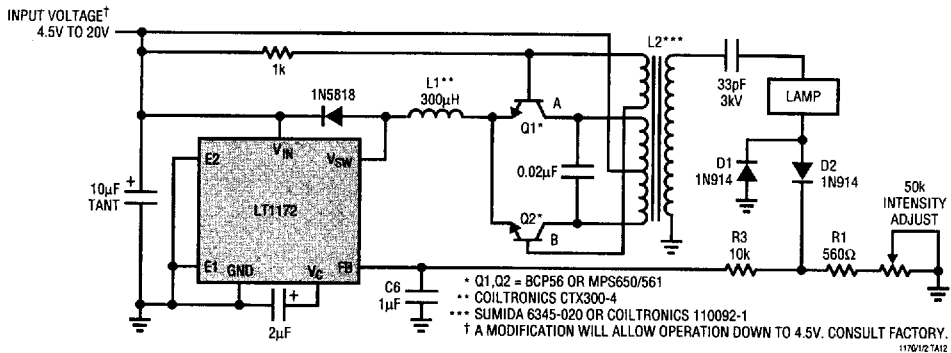 INPUT VOLTAGE†
4.5V TO 20V
1k
L2***
33pF
3kV
LAMP
L1**
300µH
1N5818
A
Q1*
VIN
VSW
E2
10µF
TANT
+
LT1172
0.02µF
D1
1N914
D2
1N914
50k
INTENSITY
ADJUST
Q2*
B
E1
GND
VC
FB
R3
10k
R1
560Ω
+
2µF
C6
1µF
* Q1,Q2 = BCP56 OR MPS650/561
** COILTRONICS CTX300-4
*** SUMIDA 6345-020 OR COILTRONICS 110092-1
† A MODIFICATION WILL ALLOW OPERATION DOWN TO 4.5V. CONSULT FACTORY.
1170/1/2 TA12